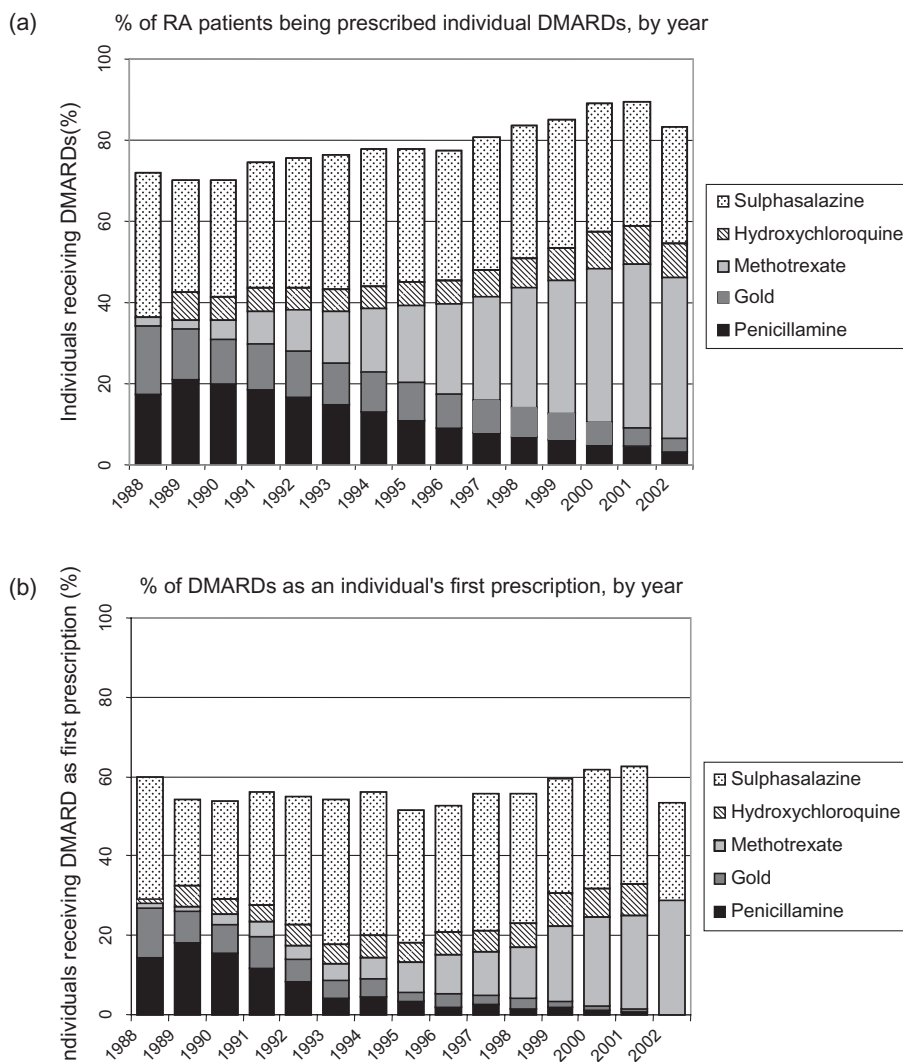 (a)
% of RA patients being prescribed individual DMARDs, by year
Individuals receiving DMARDs(%)
100
80
60
40
20
0
1988
1989
1990
1991
1992
1993
1994
1995
1996
1997
1998
1999
2000
2001
2002
Sulphasalazine
Hydroxychloroquine
Methotrexate
Gold
Penicillamine
(b)
% of DMARDs as an individual's first prescription, by year
ndividuals receiving DMARD as first prescription (%)
100
80
60
40
20
0
1988
1989
1990
1991
1992
1993
1994
1995
1996
1997
1998
1999
2000
2001
2002
Sulphasalazine
Hydroxychloroquine
Methotrexate
Gold
Penicillamine